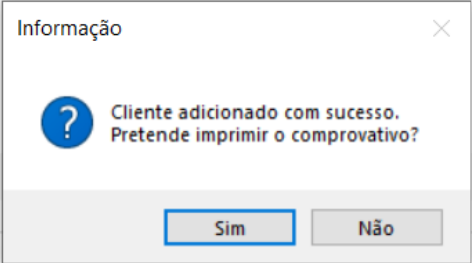 Informação
Cliente adicionado com sucesso.
Pretende imprimir o comprovativo?
Sim
Não